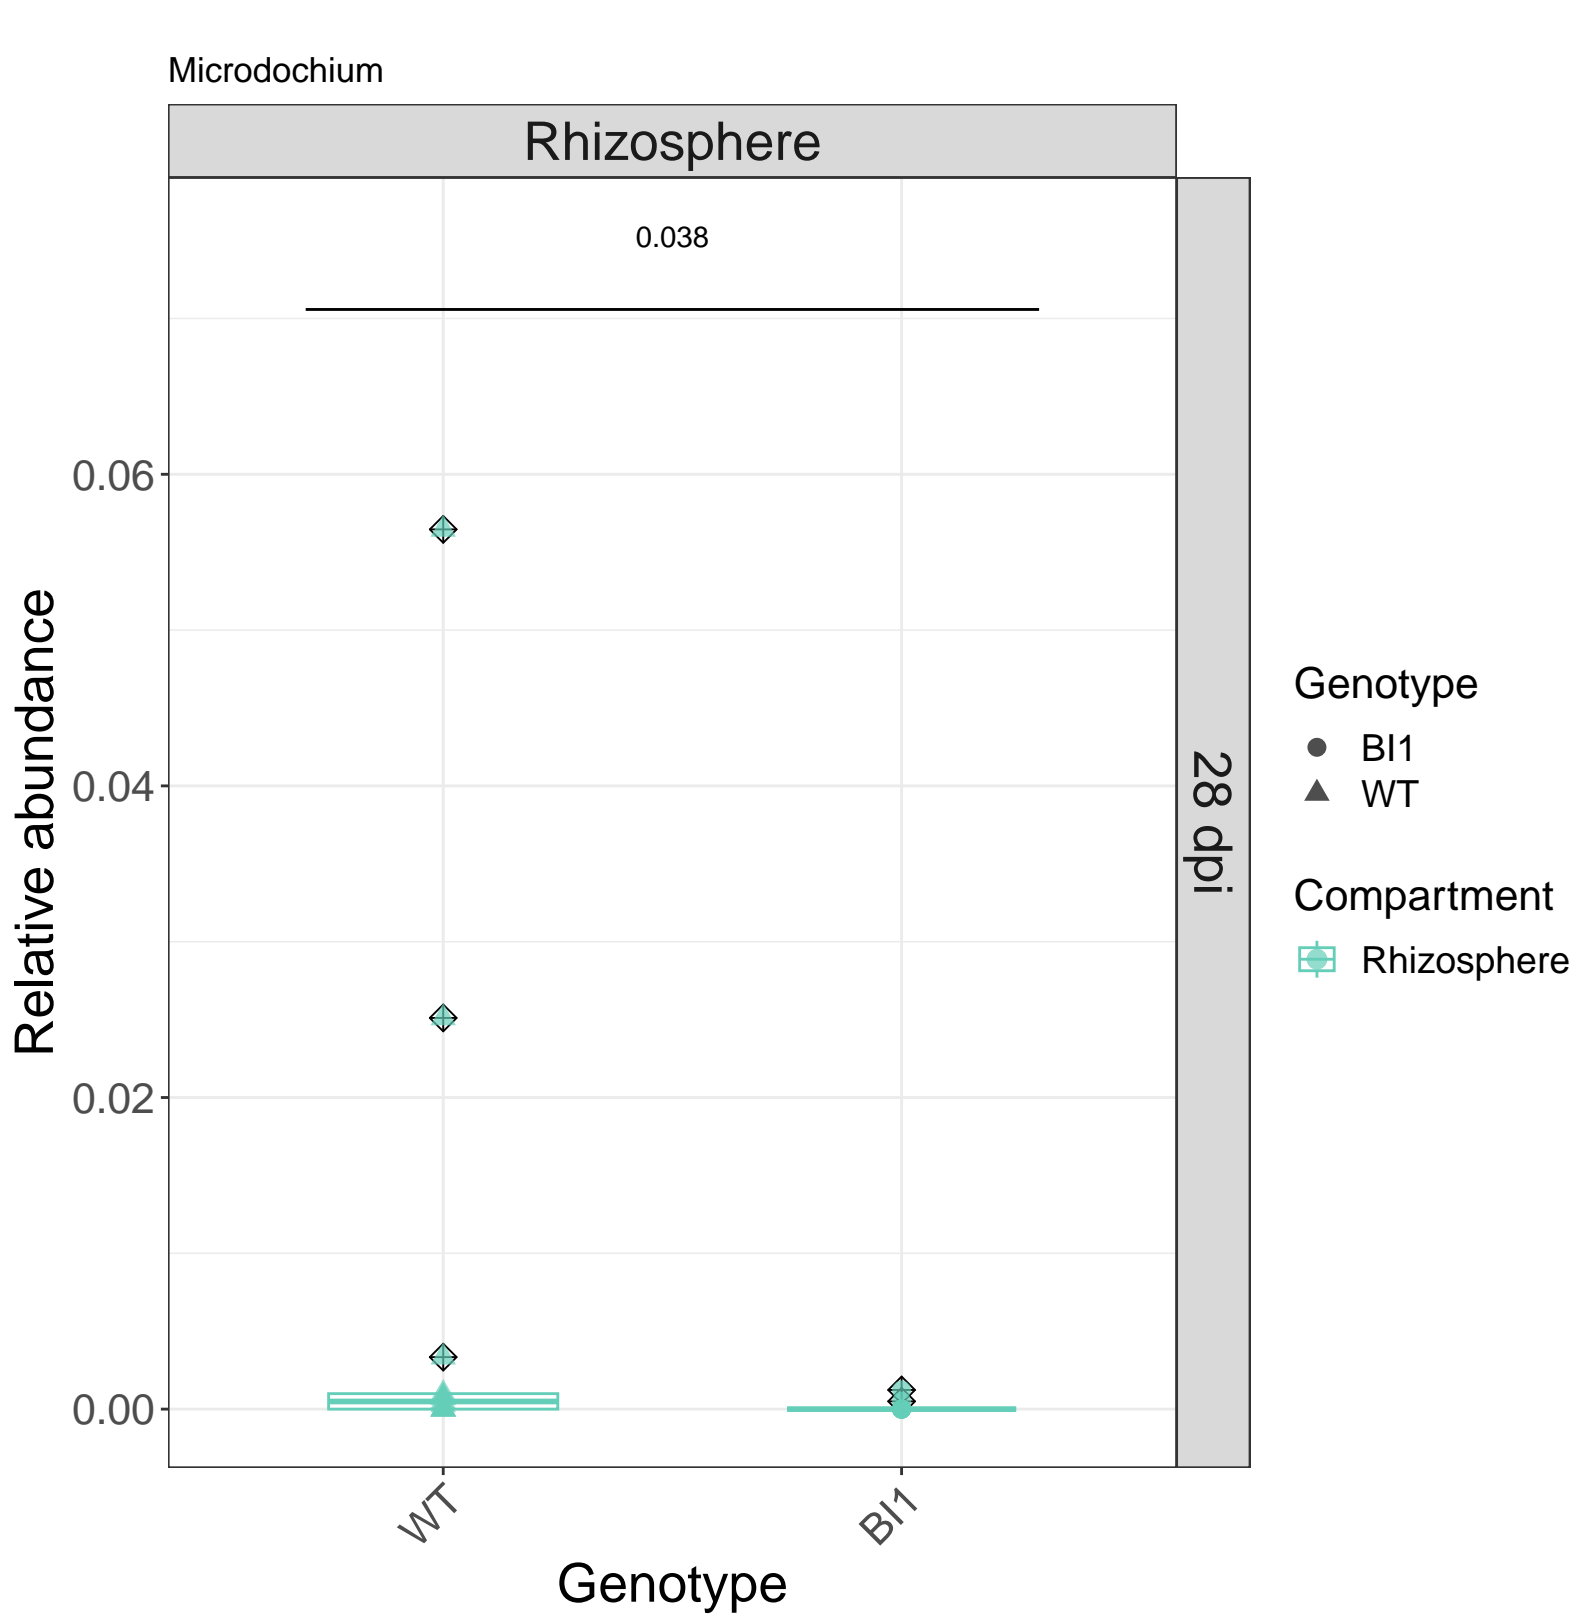 Microdochium
Rhizosphere
28 dpi
0.038
0.06
0.04
0.02
0.00
Relative abundance
WT
BI1
Genotype
Genotype
BI1
WT
Compartment
Rhizosphere